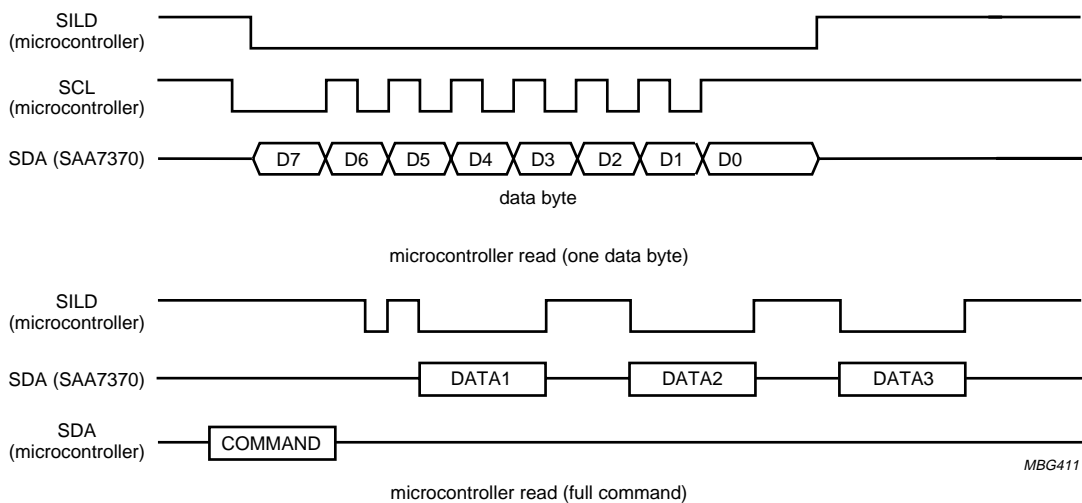 SILD
(microcontroller)
SCL
(microcontroller)
SDA (SAA7370)
D7 D6 D5 D4 D3 D2 D1 D0
data byte
microcontroller read (one data byte)
SILD
(microcontroller)
SDA (SAA7370)
DATA1 DATA2 DATA3
SDA
(microcontroller)
COMMAND
MBG411
microcontroller read (full command)